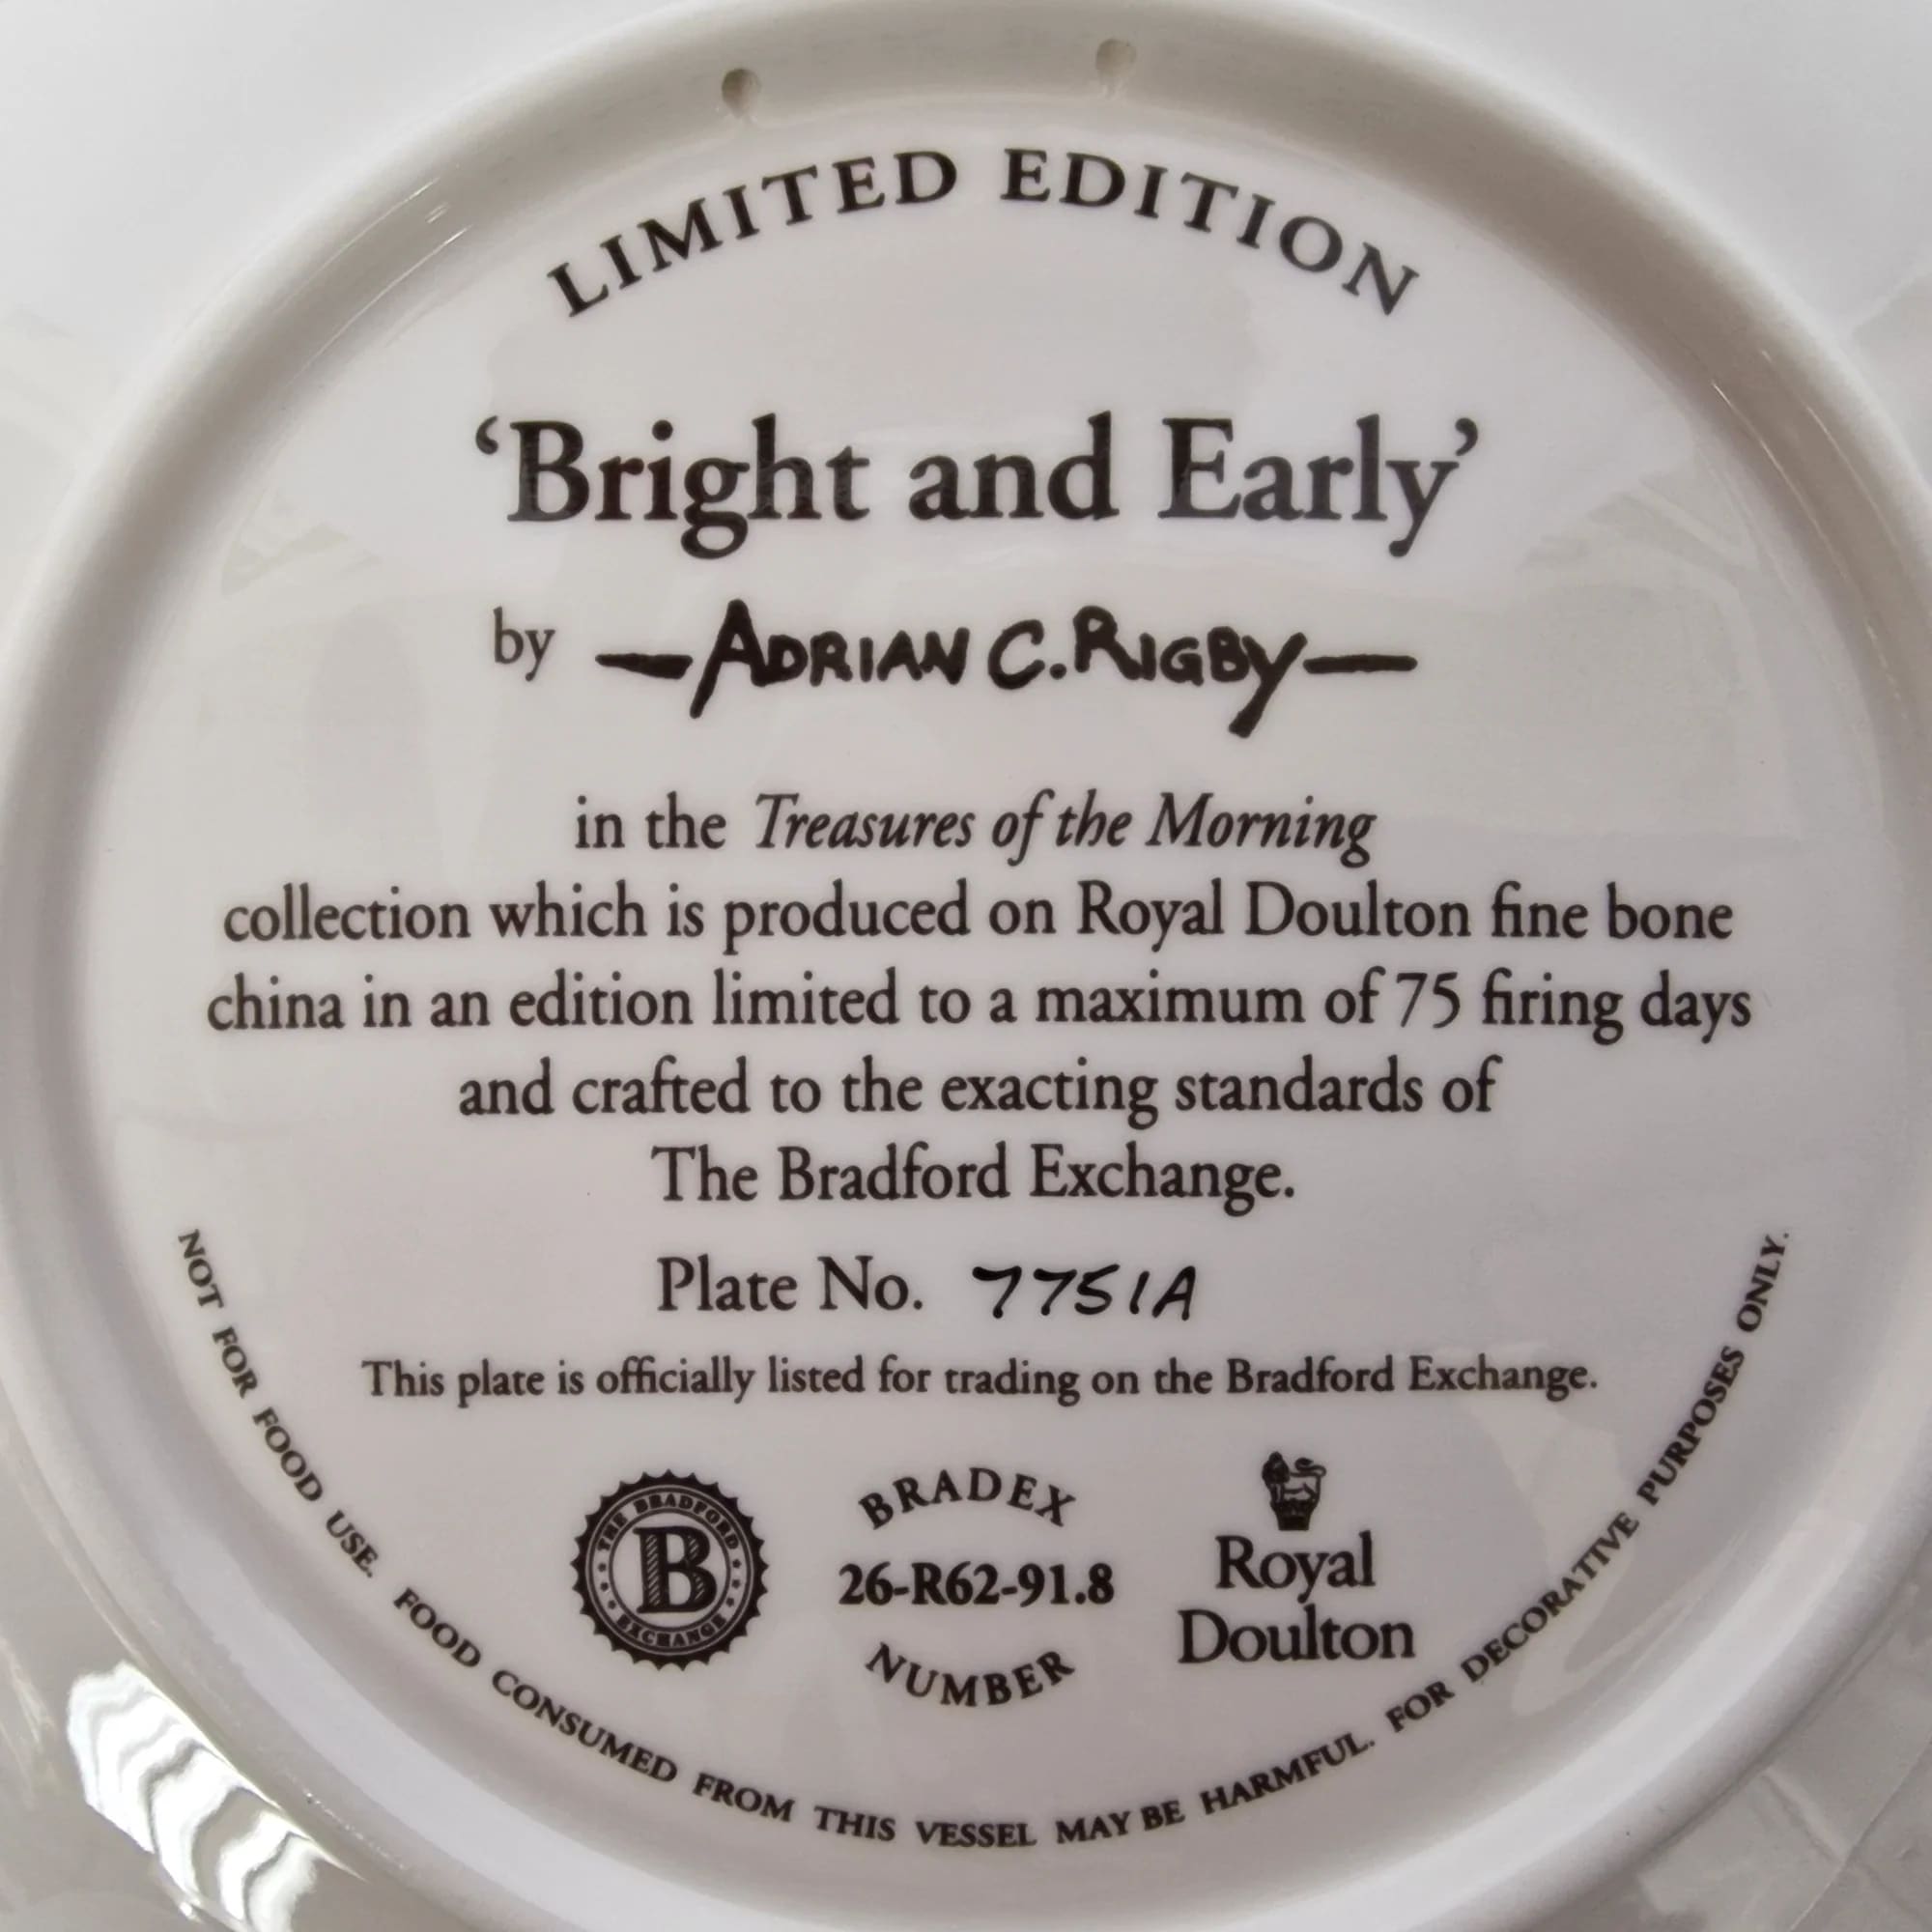 LIMITED EDITION
‘Bright and Early’
by —ADRIAN C. RIGBY—
in the Treasures of the Morning
collection which is produced on Royal Doulton fine bone
china in an edition limited to a maximum of 75 firing days
and crafted to the exacting standards of
The Bradford Exchange.
Plate No. 7751A
This plate is officially listed for trading on the Bradford Exchange.
THE BRADFORD
B
EXCHANGE
BRADEX
26-R62-91.8
NUMBER
Royal
Doulton
NOT FOR FOOD USE. FOOD CONSUMED FROM THIS VESSEL MAY BE HARMFUL. FOR DECORATIVE PURPOSES ONLY.